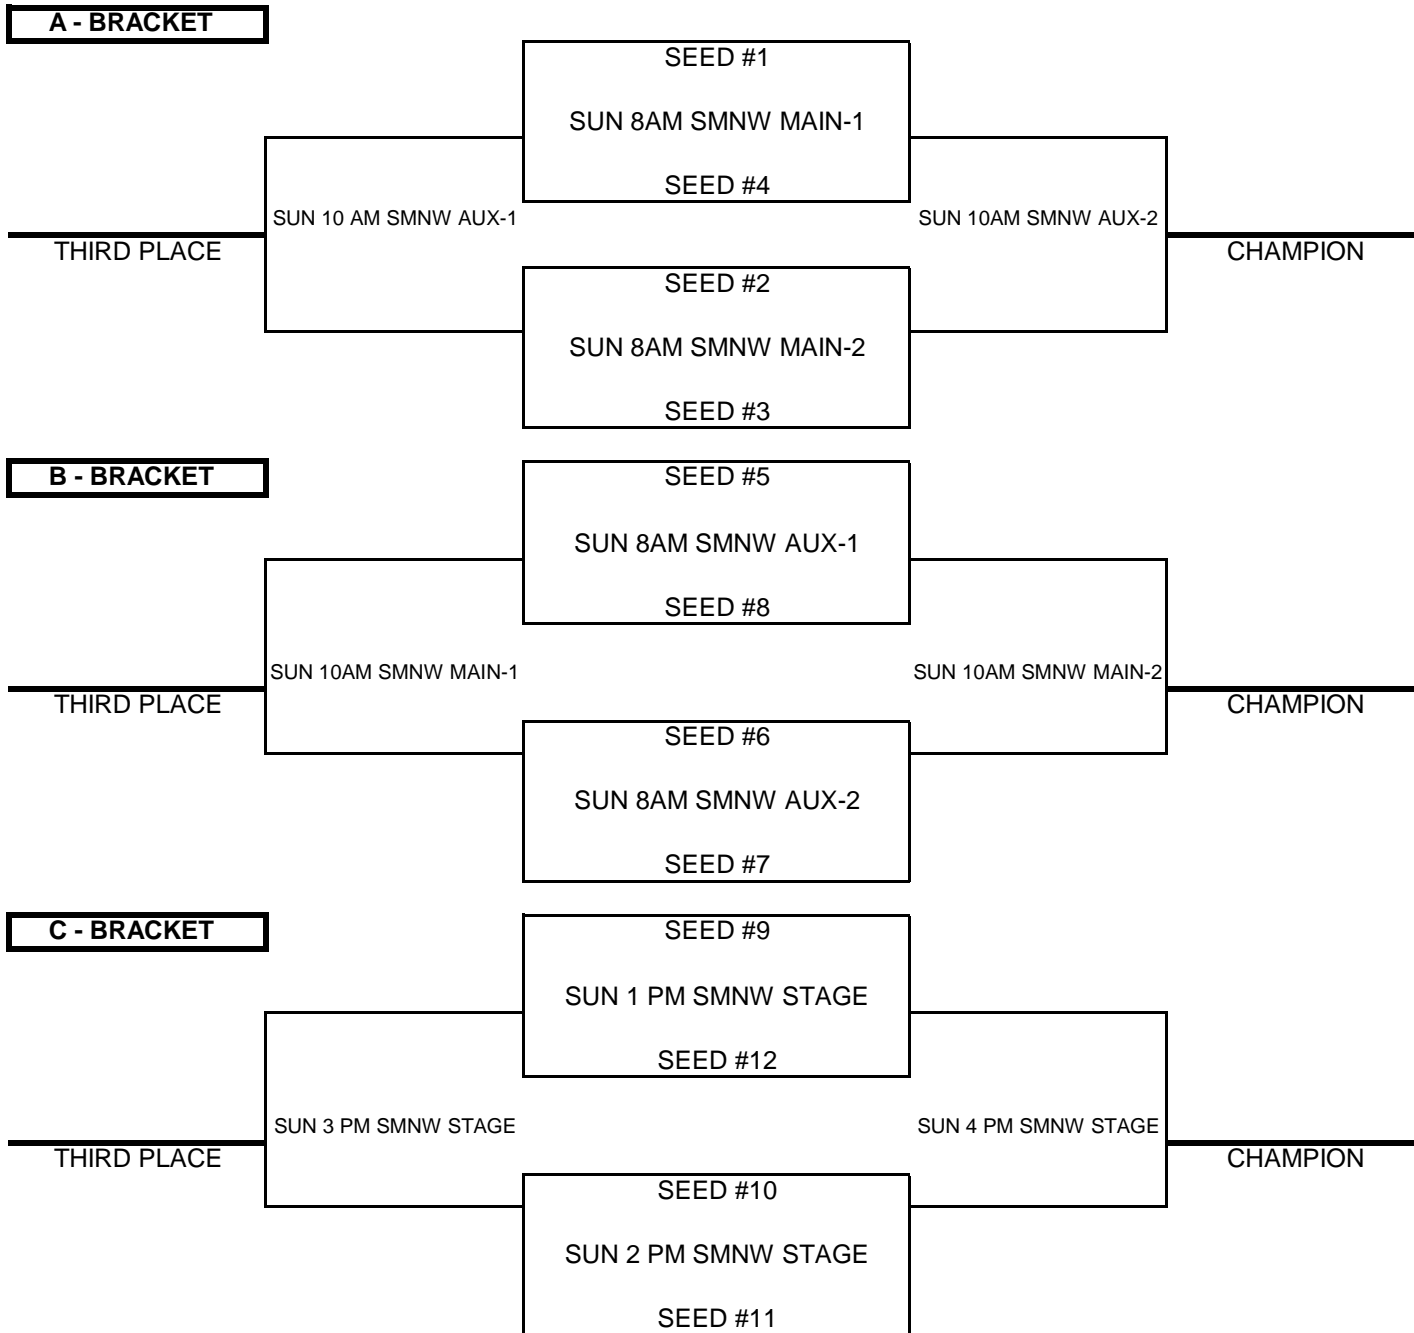 A - BRACKET
SEED #1
SUN 8AM SMNW MAIN-1
SEED #4
SUN 10 AM SMNW AUX-1
SUN 10AM SMNW AUX-2
THIRD PLACE
CHAMPION
SEED #2
SUN 8AM SMNW MAIN-2
SEED #3
B - BRACKET
SEED #5
SUN 8AM SMNW AUX-1
SEED #8
SUN 10AM SMNW MAIN-1
SUN 10AM SMNW MAIN-2
THIRD PLACE
CHAMPION
SEED #6
SUN 8AM SMNW AUX-2
SEED #7
C - BRACKET
SEED #9
SUN 1 PM SMNW STAGE
SEED #12
SUN 3 PM SMNW STAGE
SUN 4 PM SMNW STAGE
THIRD PLACE
CHAMPION
SEED #10
SUN 2 PM SMNW STAGE
SEED #11